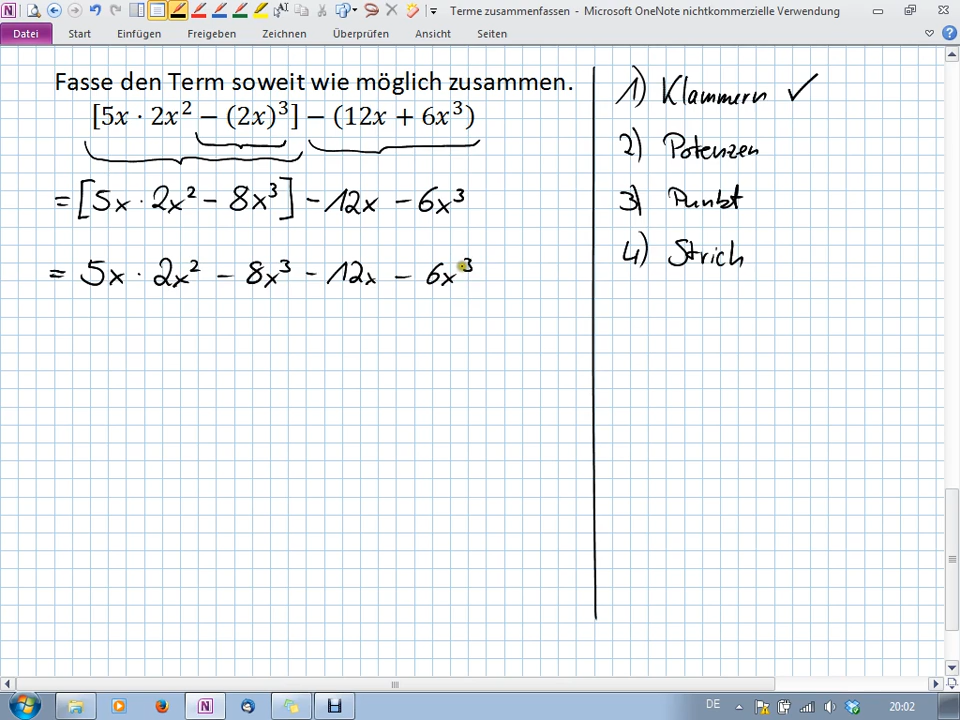 Terme zusammenfassen - Microsoft OneNote nichtkommerzielle Verwendung
Datei Start Einfügen Freigeben Zeichnen Überprüfen Ansicht Seiten
Fasse den Term soweit wie möglich zusammen.
[5x · 2x² − (2x)³] − (12x + 6x³)
= [5x · 2x² − 8x³] − 12x − 6x³
= 5x · 2x² − 8x³ − 12x − 6x³
1) Klammern ✓
2) Potenzen
3) Punkt
4) Strich
DE 20:02